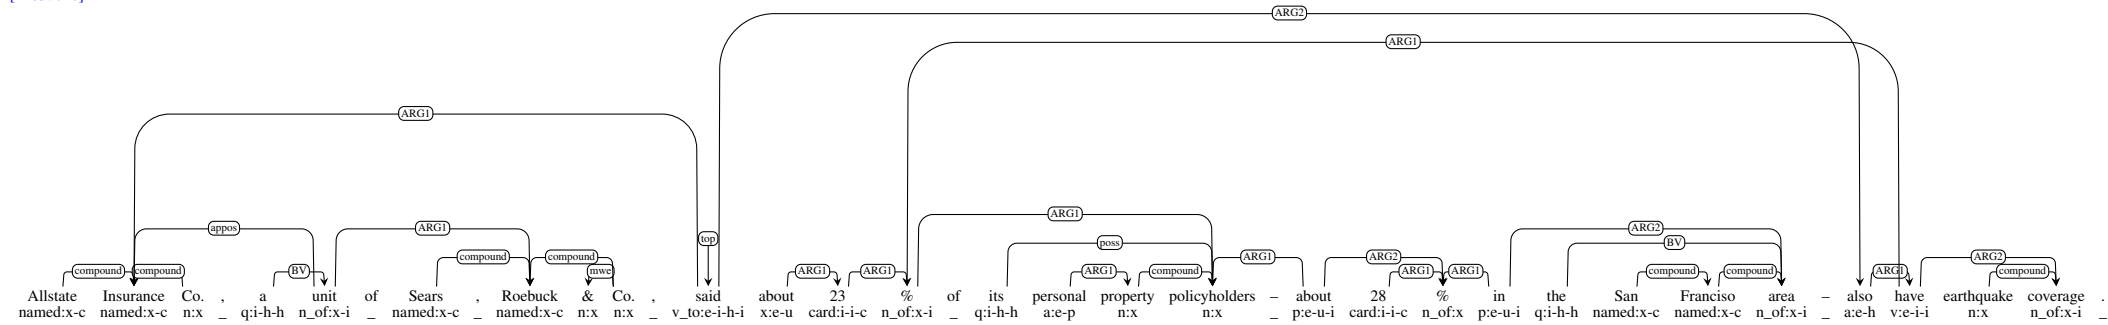 ARG2
ARG1
ARG1
ARG1
appos ARG1 ARG2
top poss BV
compound compound ARG1 ARG2 ARG2
compound compound BV mwe ARG1 ARG1 ARG1 compound ARG1 ARG1 compound compound ARG1 compound
Allstate Insurance Co. , a unit of Sears , Roebuck & Co. , said about 23 % of its personal property policyholders – about 28 % in the San Franciso area – also have earthquake coverage .
named:x-c named:x-c n:x _ q:i-h-h n_of:x-i _ named:x-c _ named:x-c n:x n:x _ v_to:e-i-h-i x:e-u card:i-i-c n_of:x-i _ q:i-h-h a:e-p n:x n:x _ p:e-u-i card:i-i-c n_of:x p:e-u-i q:i-h-h named:x-c named:x-c n_of:x-i _ a:e-h v:e-i-i n:x n_of:x-i _